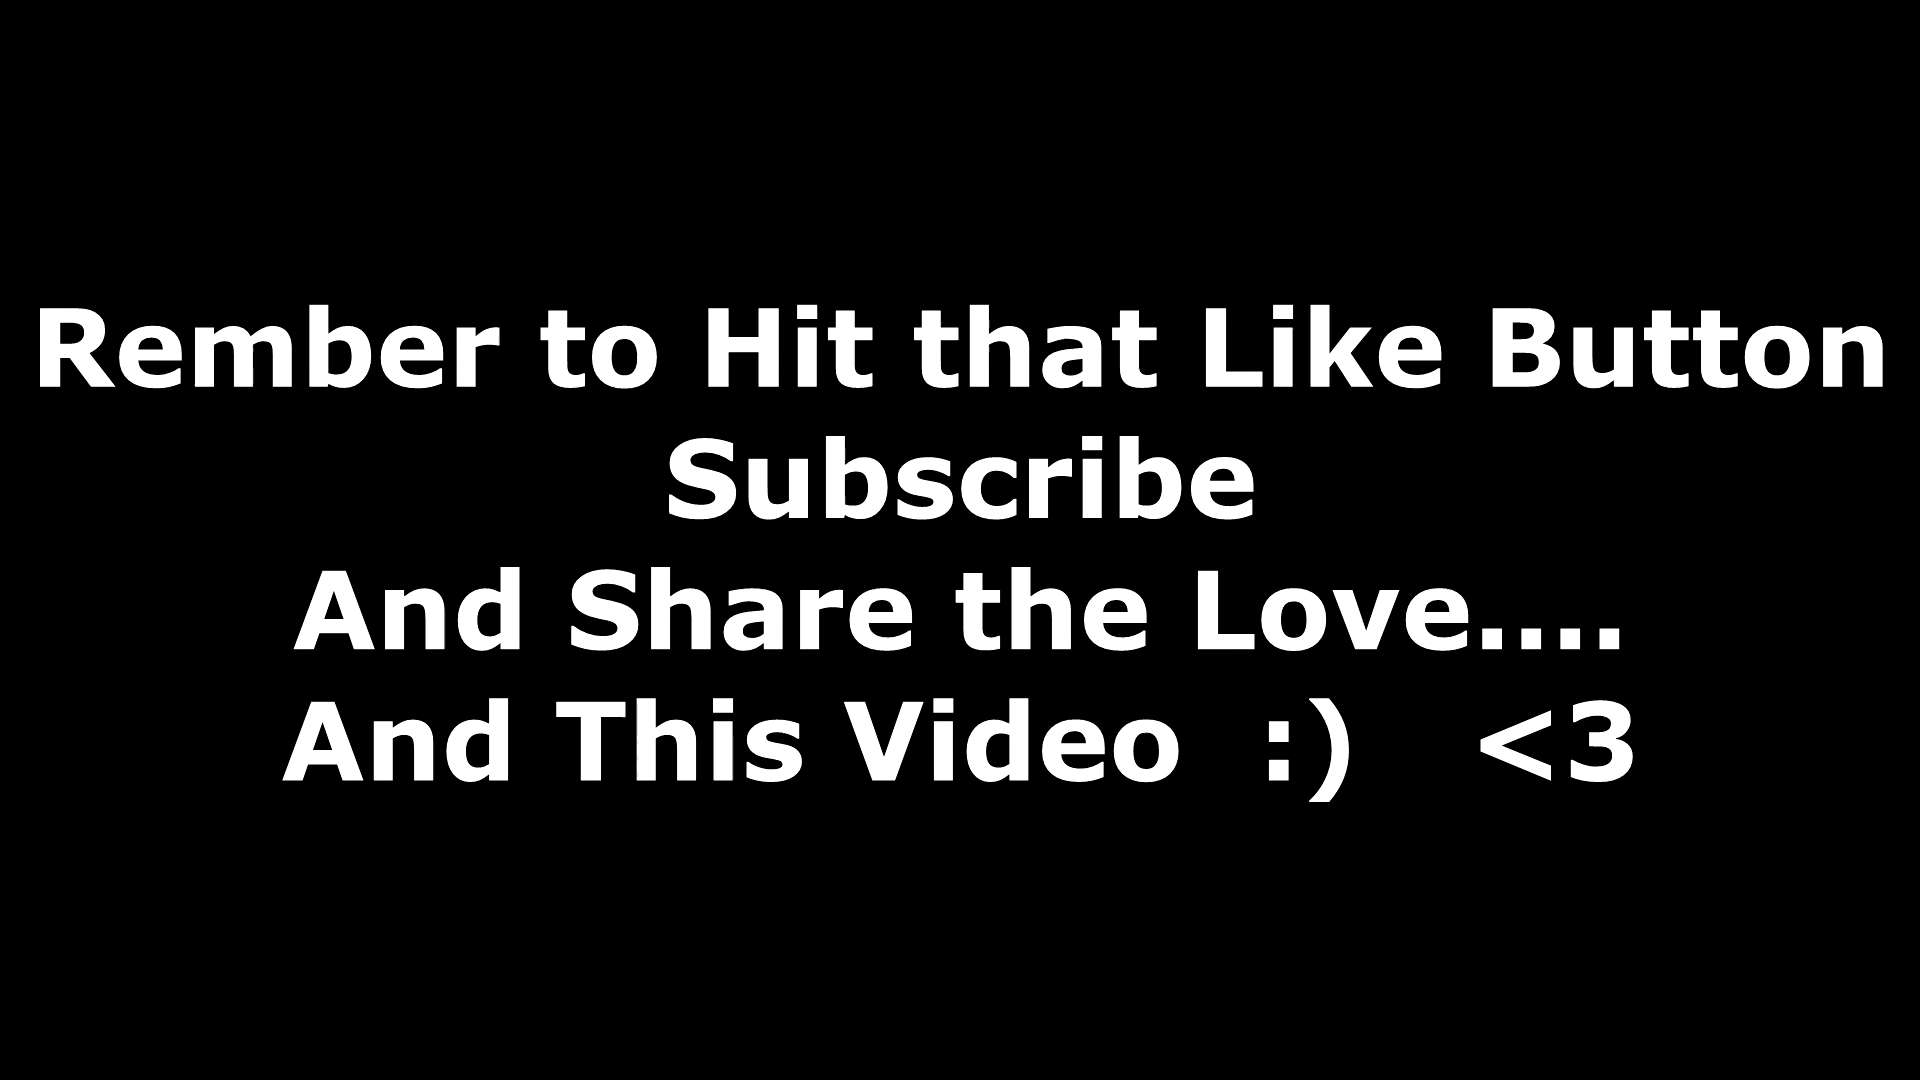 Rember to Hit that Like Button
Subscribe
And Share the Love....
And This Video  :)   <3